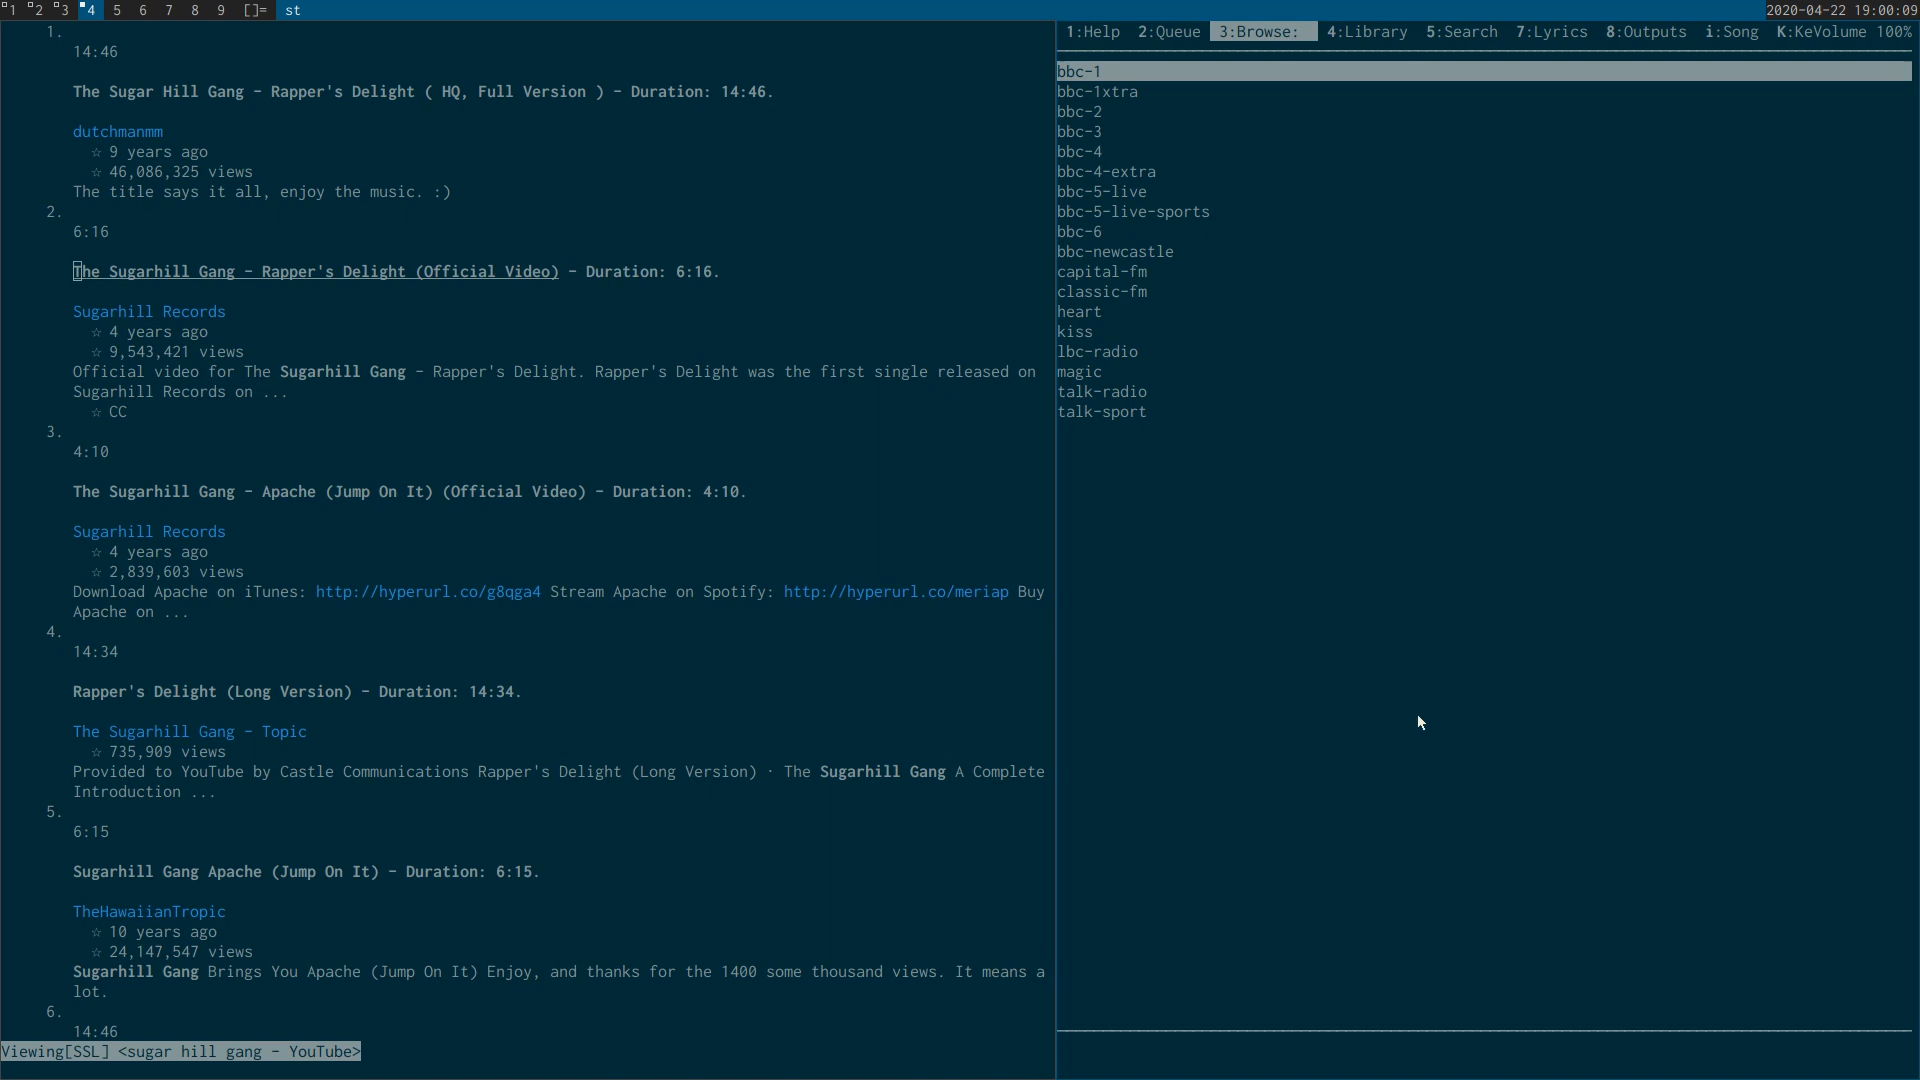 1 2 3 4 5 6 7 8 9 []= st 2020-04-22 19:00:09
1.
14:46
The Sugar Hill Gang - Rapper's Delight ( HQ, Full Version ) - Duration: 14:46.
dutchmanmm
☆ 9 years ago
☆ 46,086,325 views
The title says it all, enjoy the music. :)
2.
6:16
The Sugarhill Gang - Rapper's Delight (Official Video) - Duration: 6:16.
Sugarhill Records
☆ 4 years ago
☆ 9,543,421 views
Official video for The Sugarhill Gang - Rapper's Delight. Rapper's Delight was the first single released on
Sugarhill Records on ...
☆ CC
3.
4:10
The Sugarhill Gang - Apache (Jump On It) (Official Video) - Duration: 4:10.
Sugarhill Records
☆ 4 years ago
☆ 2,839,603 views
Download Apache on iTunes: http://hyperurl.co/g8qga4 Stream Apache on Spotify: http://hyperurl.co/meriap Buy
Apache on ...
4.
14:34
Rapper's Delight (Long Version) - Duration: 14:34.
The Sugarhill Gang - Topic
☆ 735,909 views
Provided to YouTube by Castle Communications Rapper's Delight (Long Version) · The Sugarhill Gang A Complete
Introduction ...
5.
6:15
Sugarhill Gang Apache (Jump On It) - Duration: 6:15.
TheHawaiianTropic
☆ 10 years ago
☆ 24,147,547 views
Sugarhill Gang Brings You Apache (Jump On It) Enjoy, and thanks for the 1400 some thousand views. It means a
lot.
6.
14:46
Viewing[SSL] <sugar hill gang - YouTube>
1:Help 2:Queue 3:Browse: 4:Library 5:Search 7:Lyrics 8:Outputs i:Song K:KeVolume 100%
bbc-1
bbc-1xtra
bbc-2
bbc-3
bbc-4
bbc-4-extra
bbc-5-live
bbc-5-live-sports
bbc-6
bbc-newcastle
capital-fm
classic-fm
heart
kiss
lbc-radio
magic
talk-radio
talk-sport